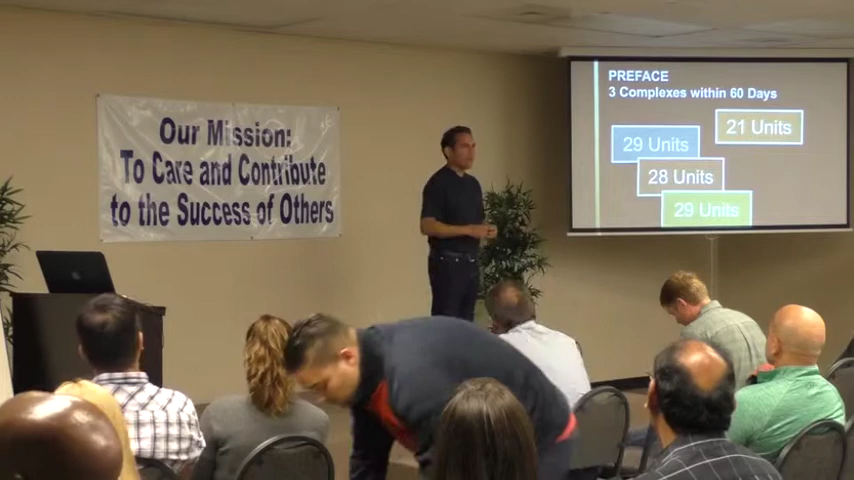 Our Mission:
To Care and Contribute
to the Success of Others
PREFACE
3 Complexes within 60 Days
21 Units
29 Units
28 Units
29 Units